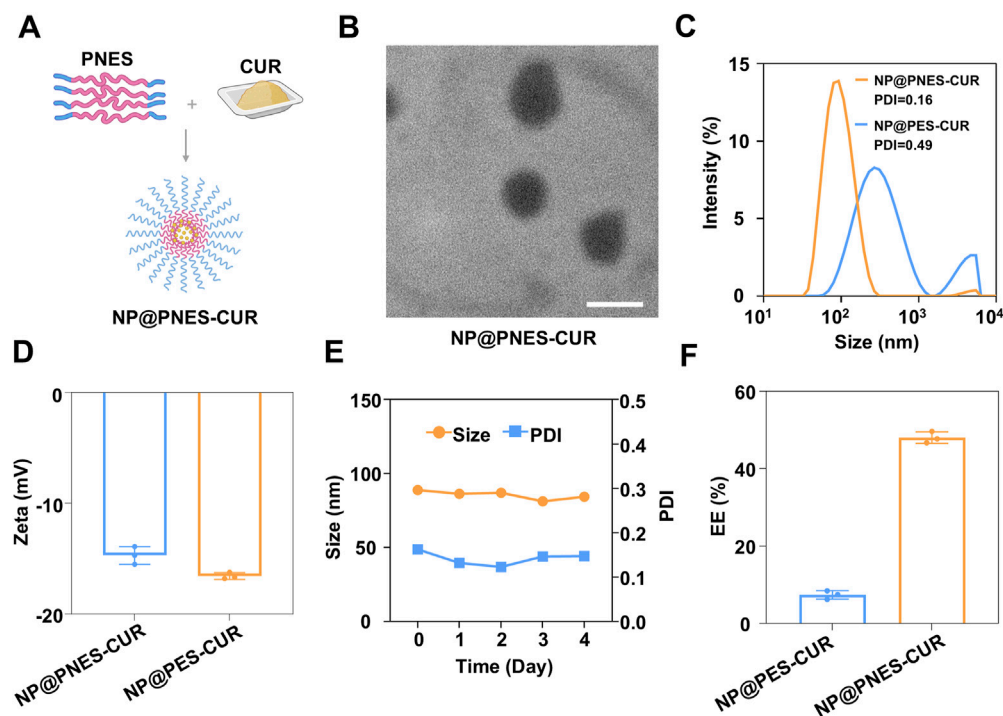 A
PNES
CUR
+
NP@PNES-CUR
B
NP@PNES-CUR
C
15
10
5
0
Intensity (%)
NP@PNES-CUR
PDI=0.16
NP@PES-CUR
PDI=0.49
10¹
10²
10³
10⁴
Size (nm)
D
0
-10
-20
Zeta (mV)
NP@PNES-CUR
NP@PES-CUR
E
150
100
50
0
Size (nm)
Size
PDI
0.5
0.4
0.3
0.2
0.1
0.0
PDI
0
1
2
3
4
Time (Day)
F
60
40
20
0
EE (%)
NP@PES-CUR
NP@PNES-CUR